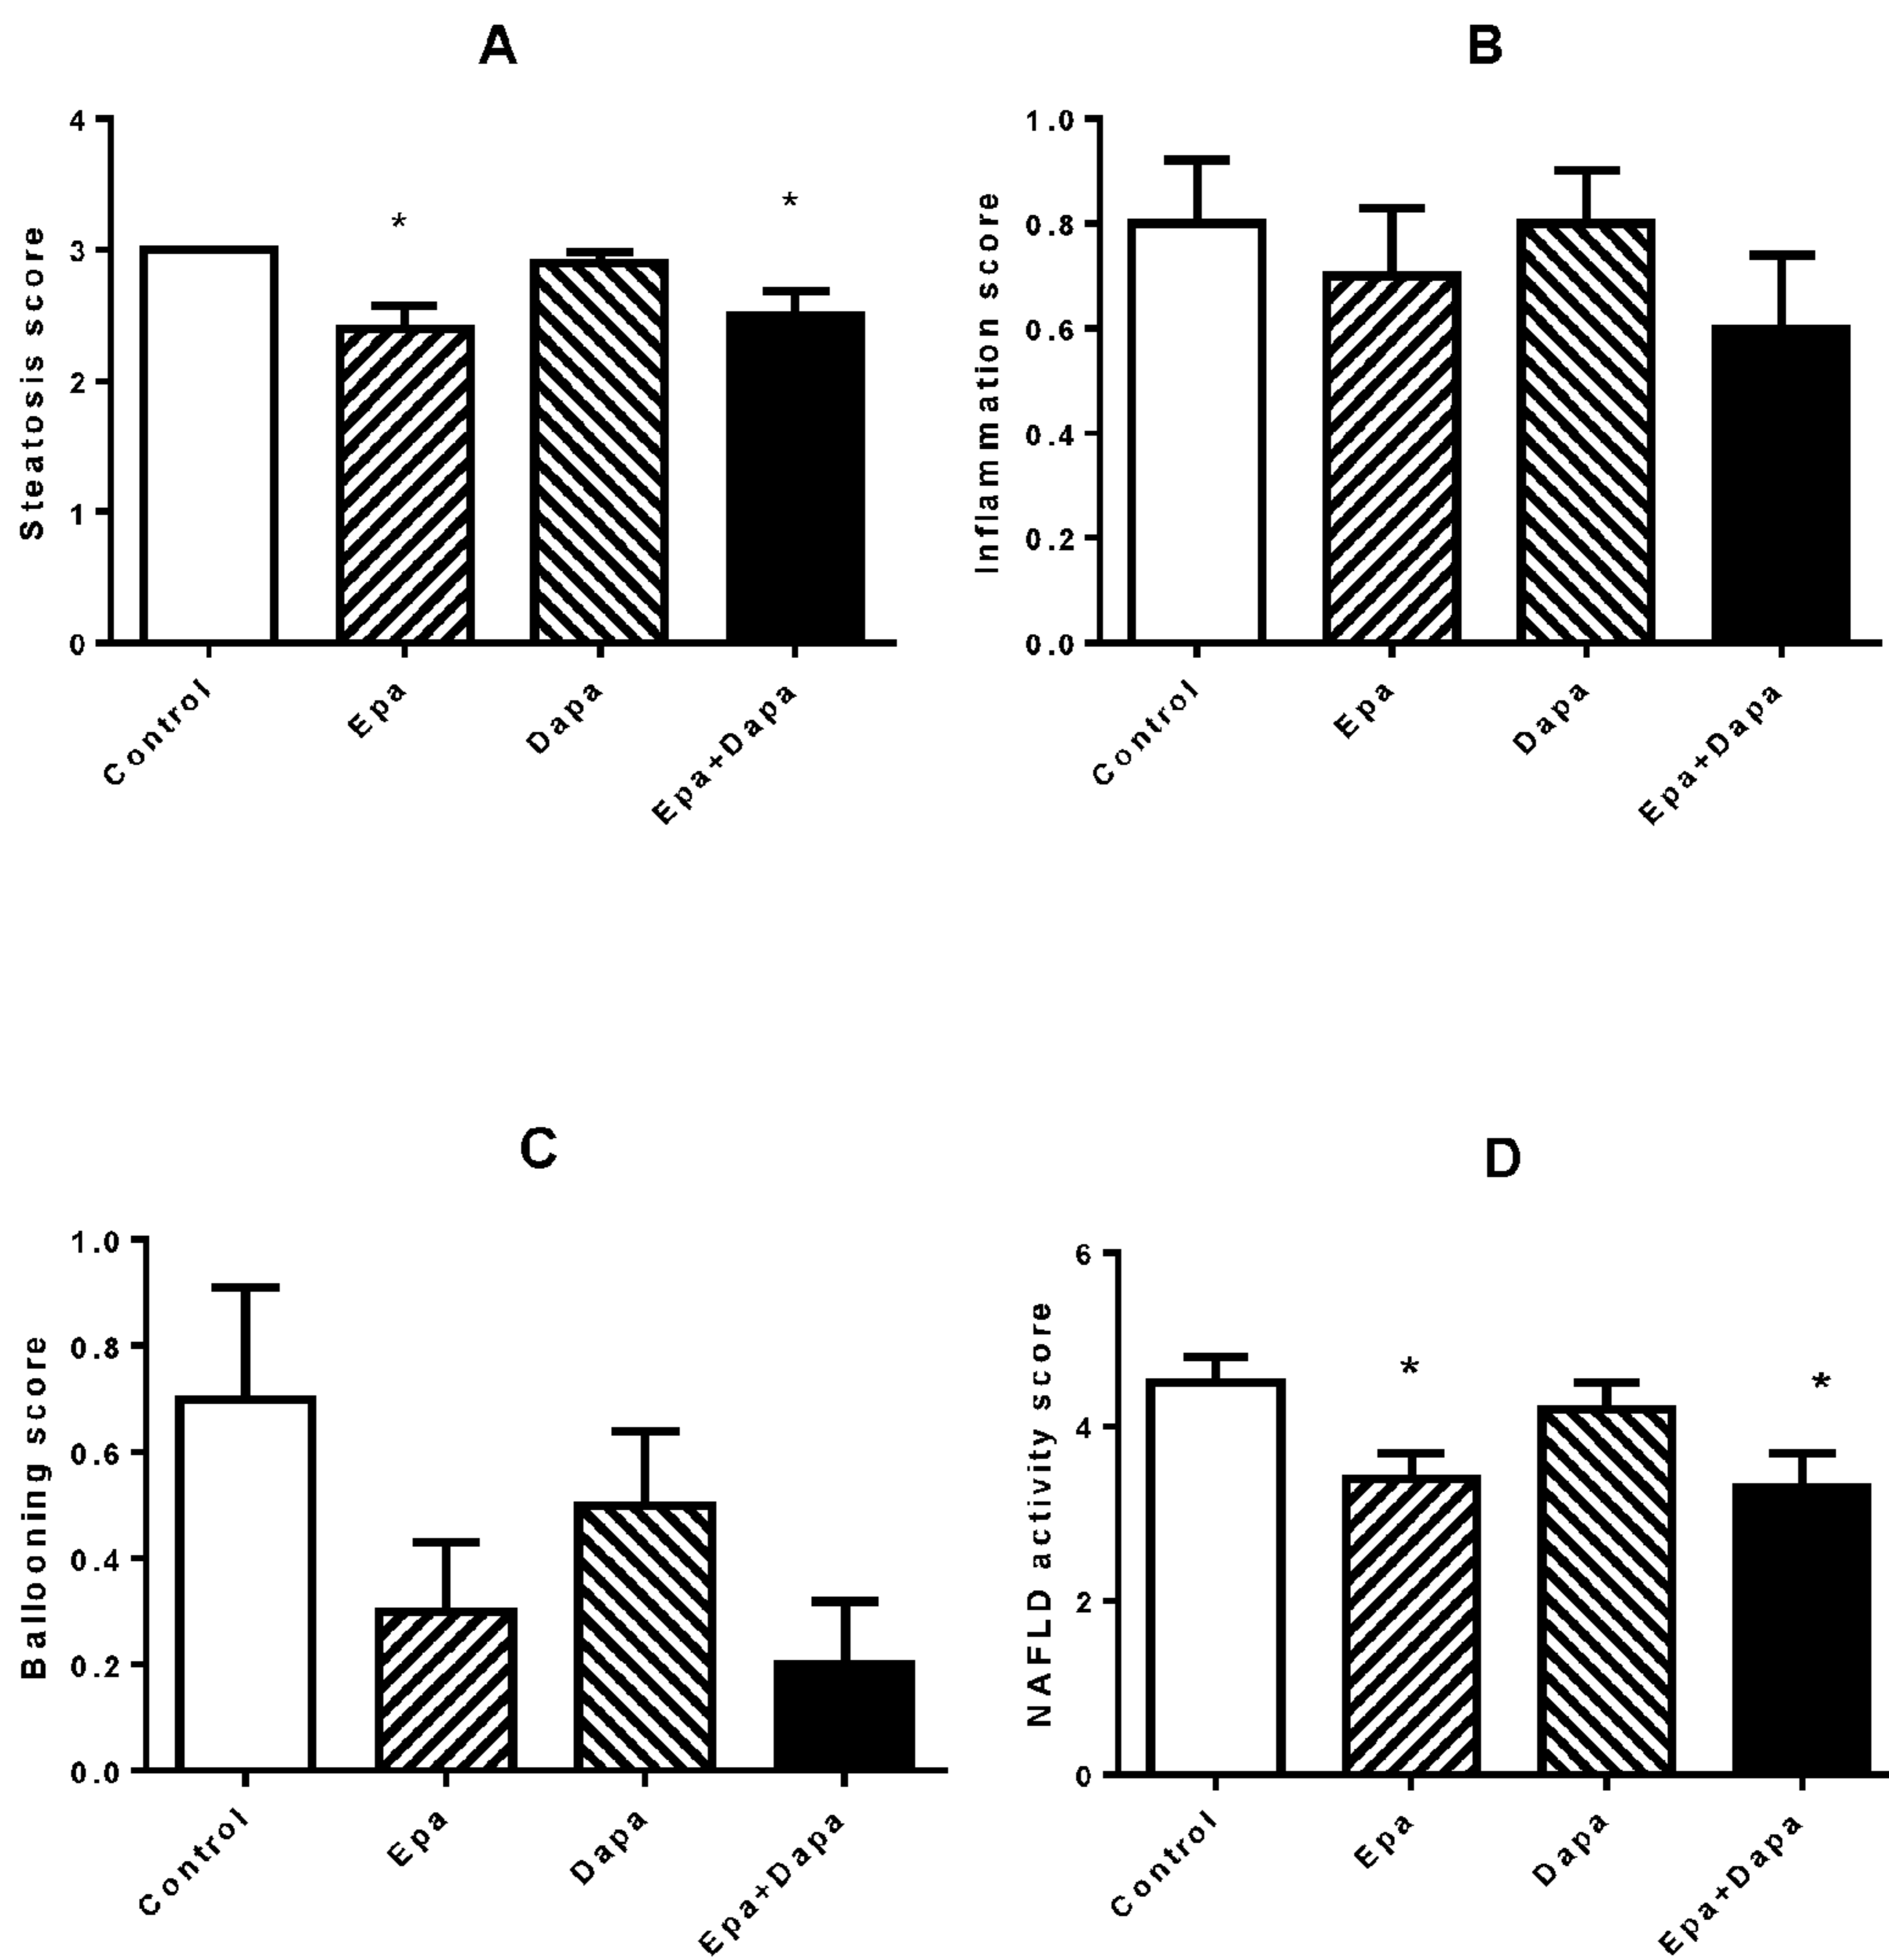 A
Steatosis score
4
3
2
1
0
*
*
Control
Epa
Dapa
Epa+Dapa
B
Inflammation score
1.0
0.8
0.6
0.4
0.2
0.0
Control
Epa
Dapa
Epa+Dapa
C
Ballooning score
1.0
0.8
0.6
0.4
0.2
0.0
Control
Epa
Dapa
Epa+Dapa
D
NAFLD activity score
6
4
2
0
*
*
Control
Epa
Dapa
Epa+Dapa